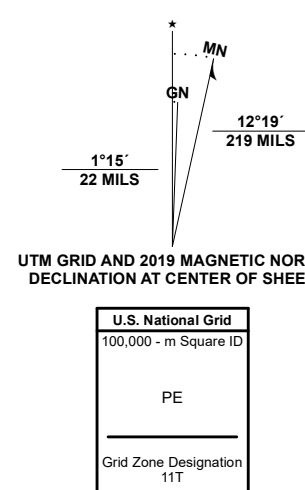 ★
MN
GN
12°19´
219 MILS
1°15´
22 MILS
UTM GRID AND 2019 MAGNETIC NOR
DECLINATION AT CENTER OF SHEE
U.S. National Grid
100,000 - m Square ID
PE
Grid Zone Designation
11T